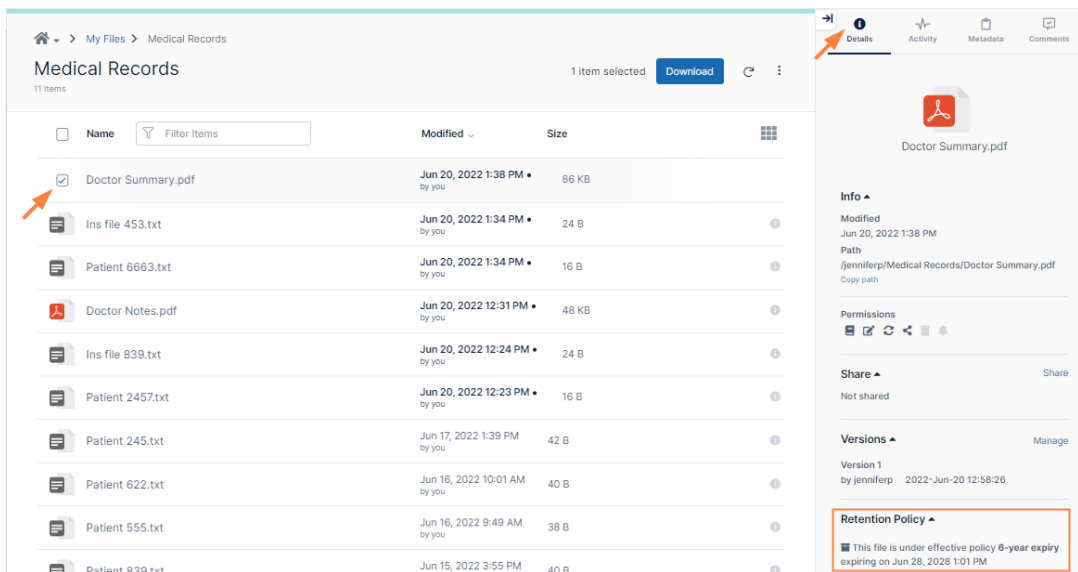 My Files > Medical Records
Medical Records
11 items
1 item selected
Download
Name
Filter Items
Modified
Size
Doctor Summary.pdf
Jun 20, 2022 1:38 PM •
86 KB
by you
Ins file 453.txt
Jun 20, 2022 1:34 PM •
24 B
by you
Patient 6663.txt
Jun 20, 2022 1:34 PM •
16 B
by you
Doctor Notes.pdf
Jun 20, 2022 12:31 PM •
48 KB
by you
Ins file 839.txt
Jun 20, 2022 12:24 PM •
24 B
by you
Patient 2457.txt
Jun 20, 2022 12:23 PM •
16 B
by you
Patient 245.txt
Jun 17, 2022 1:39 PM
42 B
by you
Patient 622.txt
Jun 16, 2022 10:01 AM
40 B
by you
Patient 555.txt
Jun 16, 2022 9:49 AM
38 B
by you
Patient 839.txt
Jun 15, 2022 3:55 PM
40 B
Details
Activity
Metadata
Comments
Doctor Summary.pdf
Info
Modified
Jun 20, 2022 1:38 PM
Path
/jenniferp/Medical Records/Doctor Summary.pdf
Copy path
Permissions
Share
Share
Not shared
Versions
Manage
Version 1
by jenniferp 2022-Jun-20 12:58:26
Retention Policy
This file is under effective policy 6-year expiry
expiring on Jun 28, 2028 1:01 PM